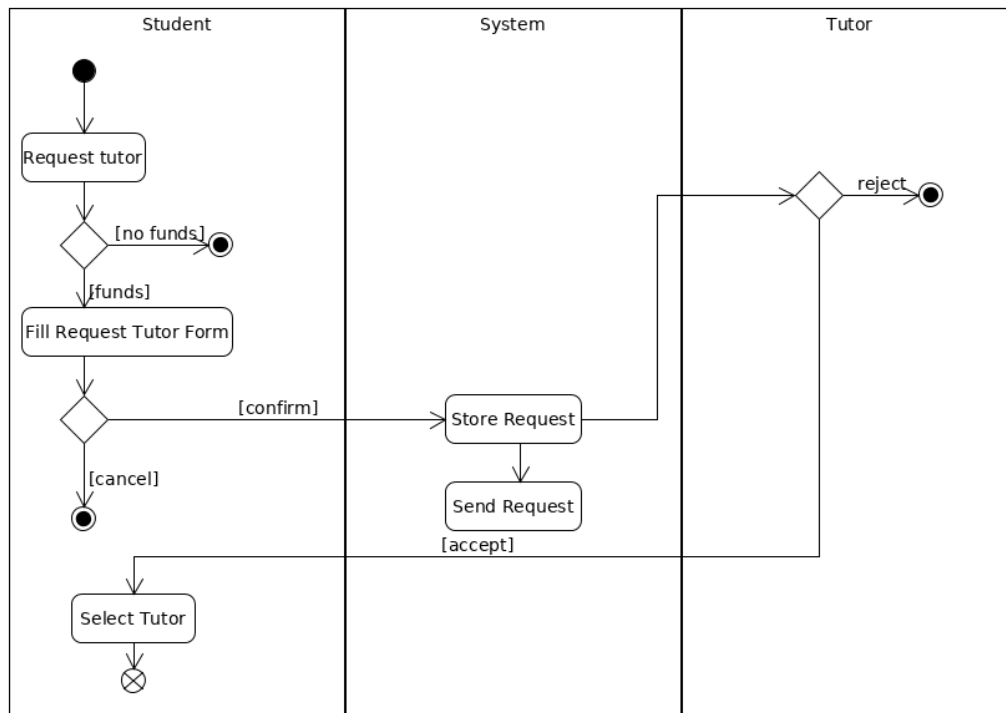 Student
System
Tutor
Request tutor
reject
[no funds]
[funds]
Fill Request Tutor Form
[confirm]
Store Request
[cancel]
Send Request
[accept]
Select Tutor